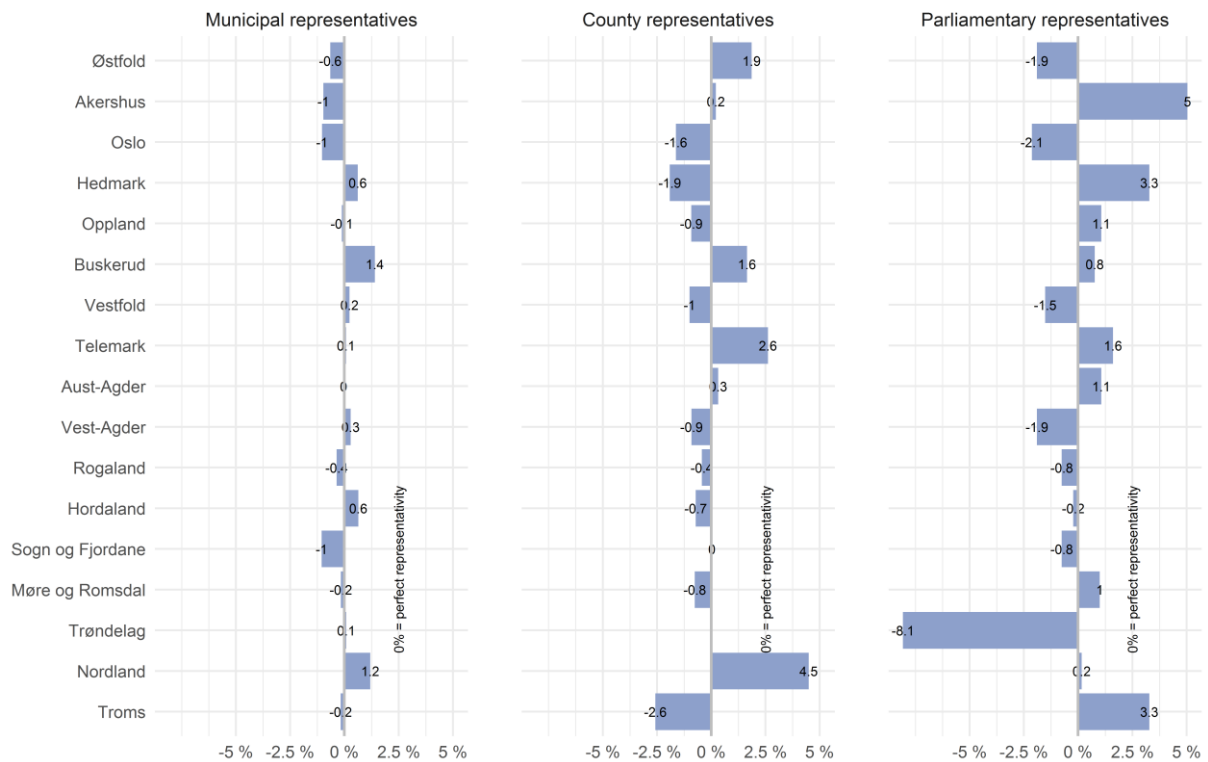 Municipal representatives County representatives Parliamentary representatives
Østfold -0.6 1.9 -1.9
Akershus -1 0.2 5
Oslo -1 -1.6 -2.1
Hedmark 0.6 -1.9 3.3
Oppland -0.1 -0.9 1.1
Buskerud 1.4 1.6 0.8
Vestfold 0.2 -1 -1.5
Telemark 0.1 2.6 1.6
Aust-Agder 0 0.3 1.1
Vest-Agder 0.3 -0.9 -1.9
Rogaland -0.4 -0.4 -0.8
Hordaland 0.6 -0.7 -0.2
Sogn og Fjordane -1 0 -0.8
Møre og Romsdal -0.2 -0.8 1
Trøndelag 0.1 -8.1
Nordland 1.2 4.5 0.2
Troms -0.2 -2.6 3.3
0% = perfect representativity
0% = perfect representativity
0% = perfect representativity
-5 % -2.5 % 0 % 2.5 % 5 % -5 % -2.5 % 0 % 2.5 % 5 % -5 % -2.5 % 0 % 2.5 % 5 %